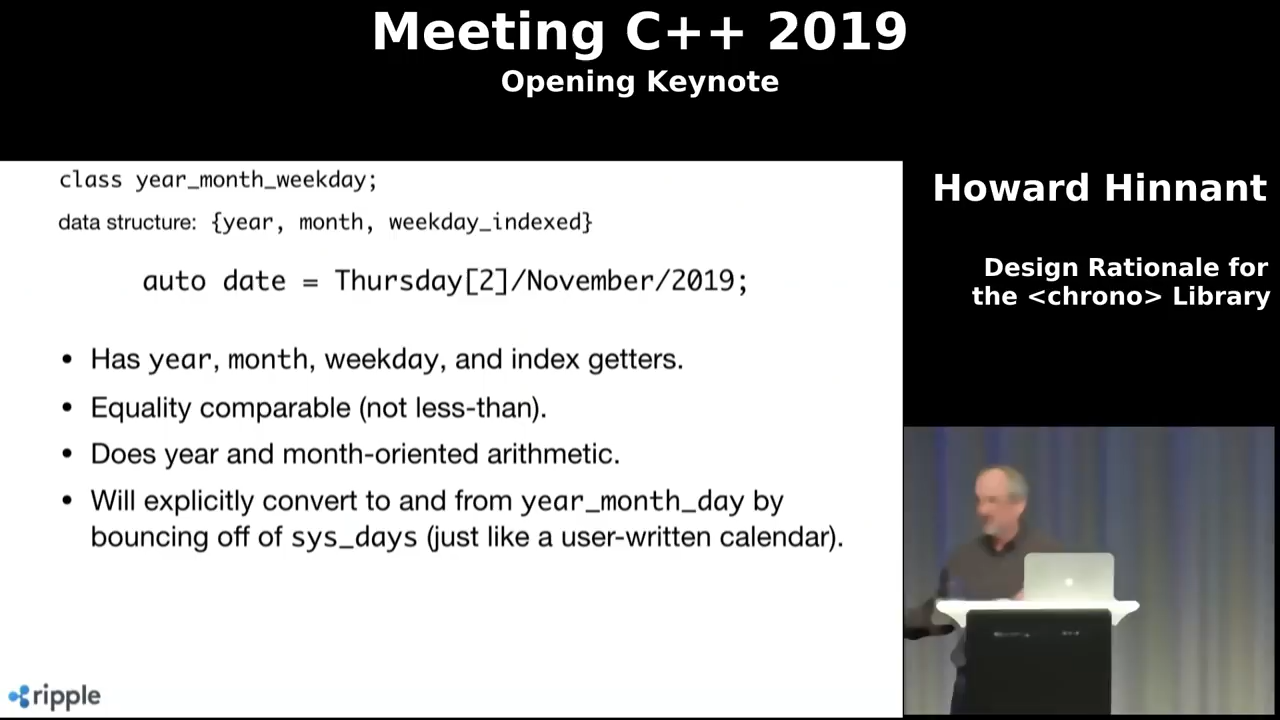 Meeting C++ 2019
Opening Keynote
class year_month_weekday;
data structure: {year, month, weekday_indexed}
auto date = Thursday[2]/November/2019;
• Has year, month, weekday, and index getters.
• Equality comparable (not less-than).
• Does year and month-oriented arithmetic.
• Will explicitly convert to and from year_month_day by
bouncing off of sys_days (just like a user-written calendar).
ripple
Howard Hinnant
Design Rationale for
the <chrono> Library